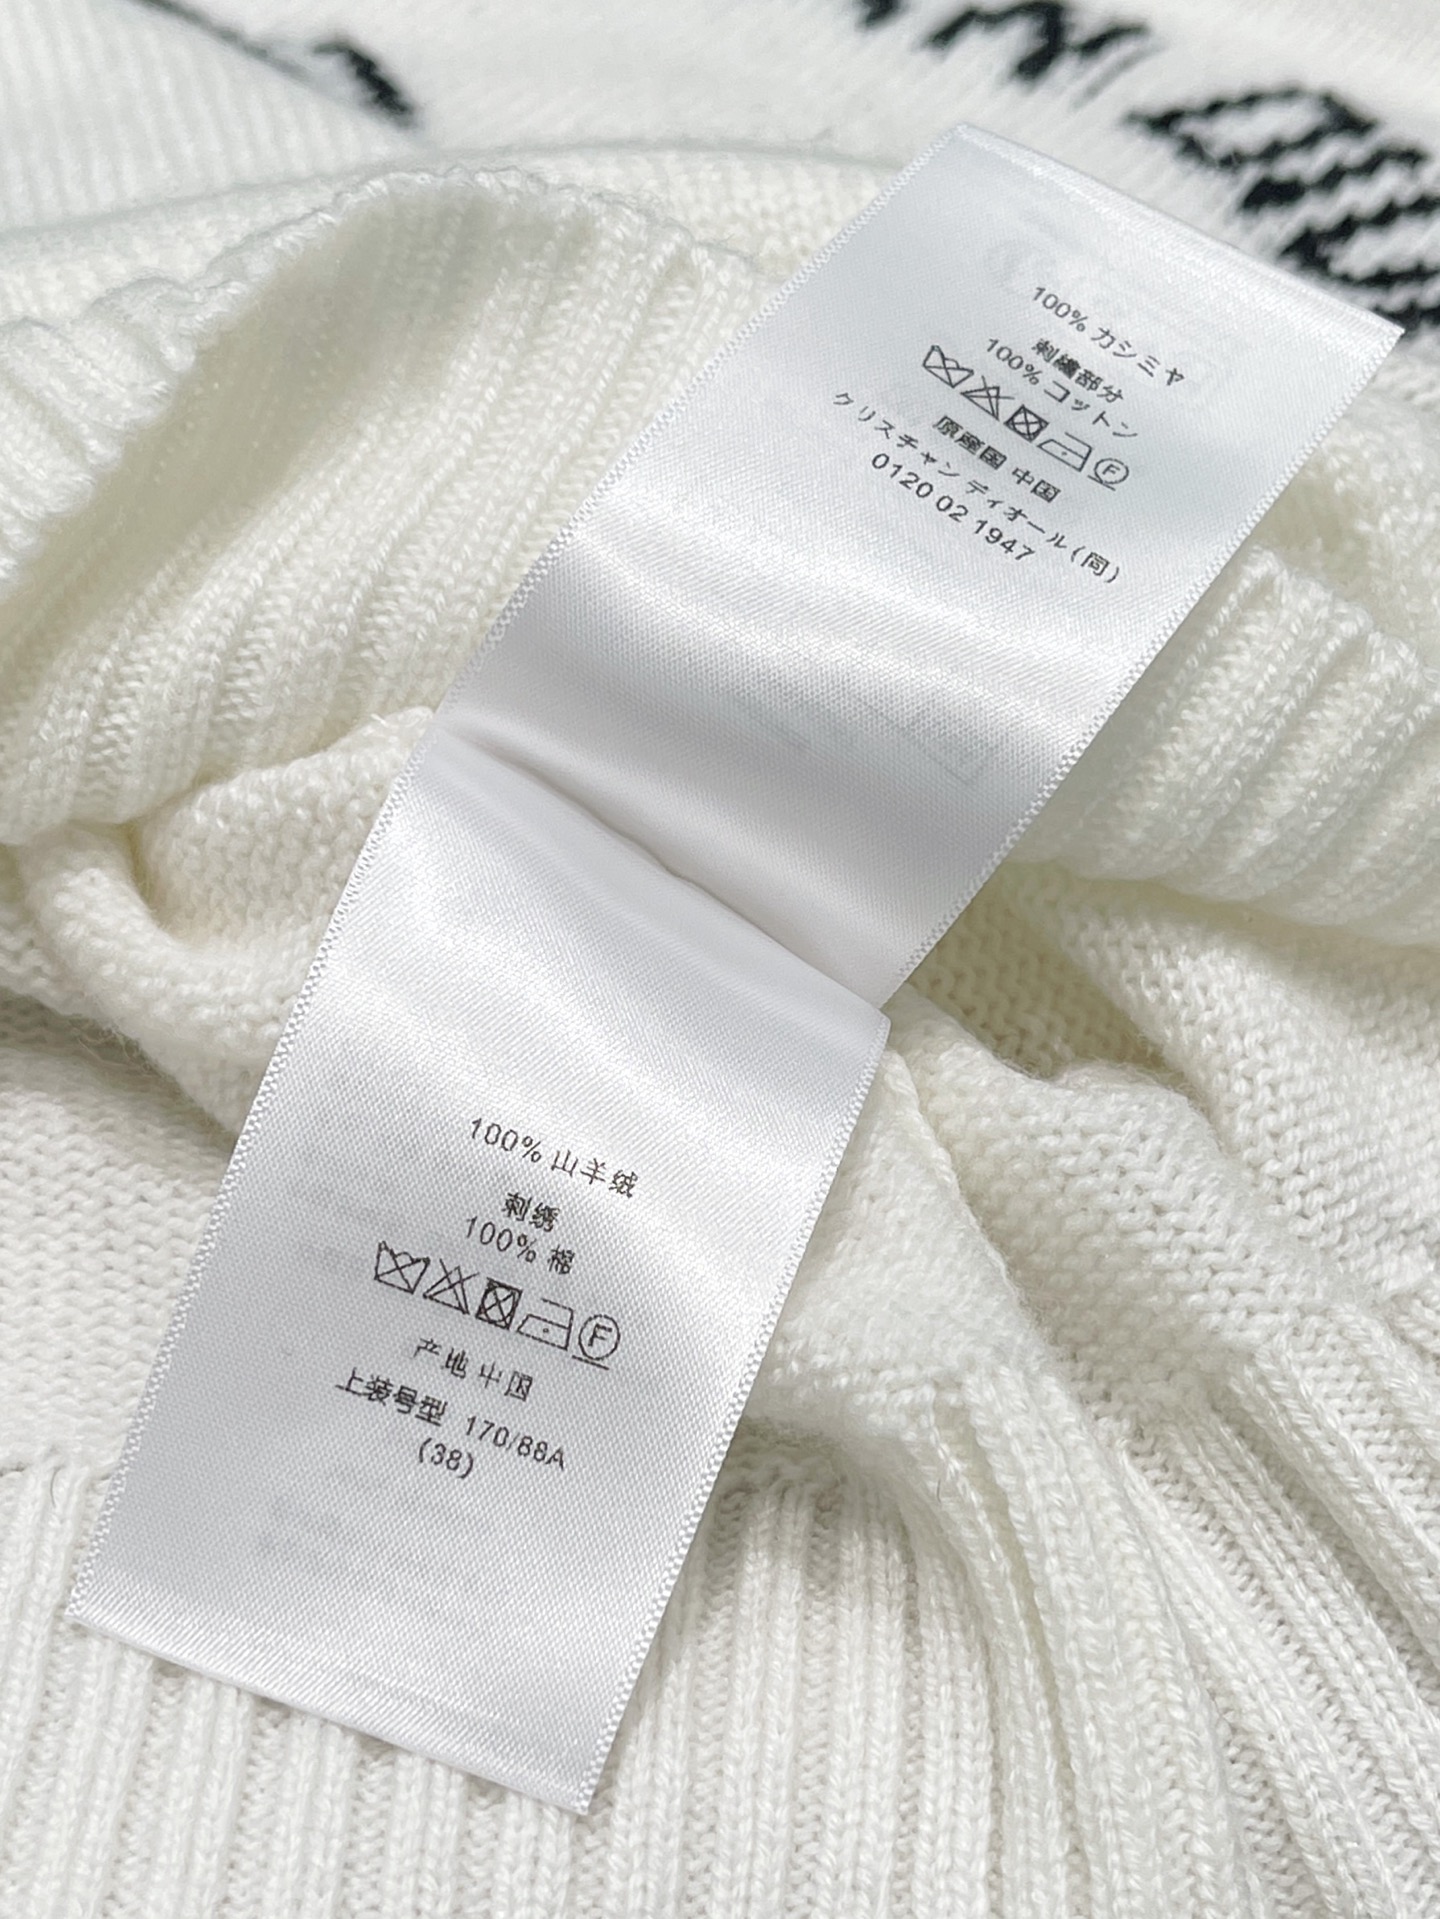 100% カシミヤ
刺繍部分
100% コットン
F
原産国 中国
クリスチャン ディオール(同)
0120 02 1947
100% 山羊绒
刺绣
100% 棉
F
产地 中国
上装号型 170/88A
(38)